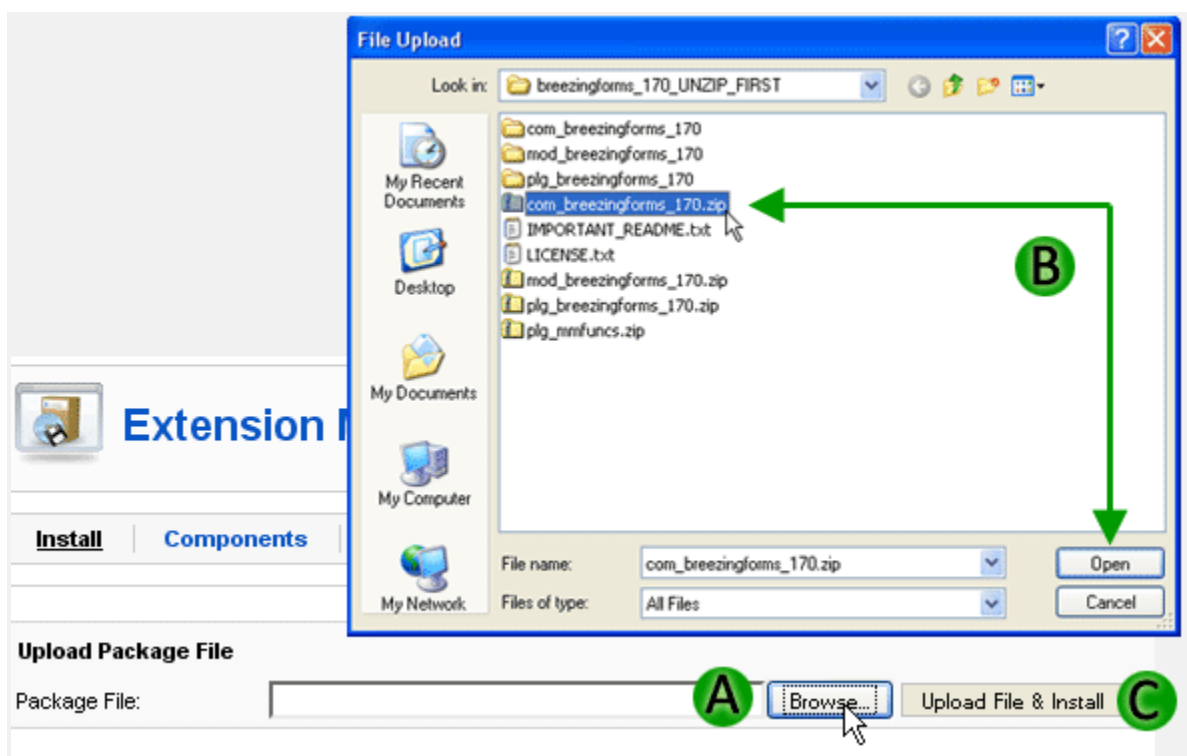 File Upload
Look in: breezingforms_170_UNZIP_FIRST
My Recent Documents
Desktop
My Documents
My Computer
My Network
com_breezingforms_170
mod_breezingforms_170
plg_breezingforms_170
com_breezingforms_170.zip
IMPORTANT_README.txt
LICENSE.txt
mod_breezingforms_170.zip
plg_breezingforms_170.zip
plg_mmfuncs.zip
B
File name: com_breezingforms_170.zip Open
Files of type: All Files Cancel
Extension
Install Components
Upload Package File
Package File: A Browse... Upload File & Install C